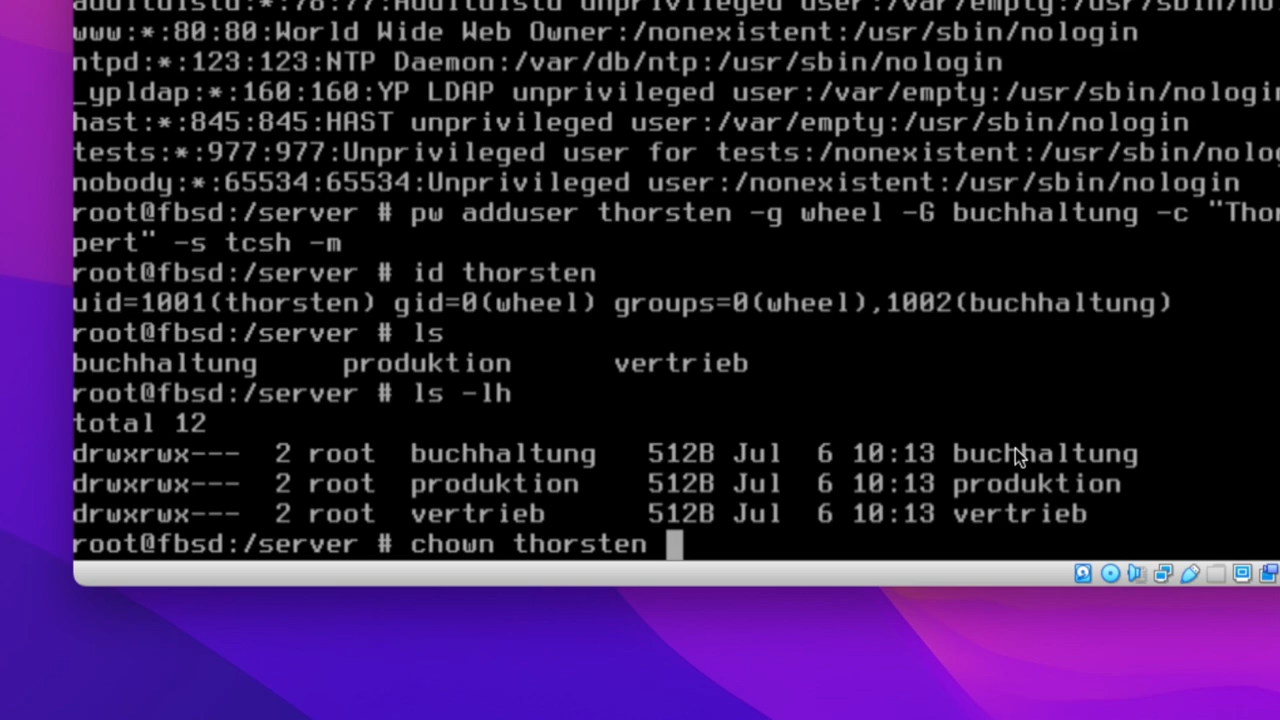 www:*:80:80:World Wide Web Owner:/nonexistent:/usr/sbin/nologin
ntpd:*:123:123:NTP Daemon:/var/db/ntp:/usr/sbin/nologin
_ypldap:*:160:160:YP LDAP unprivileged user:/var/empty:/usr/sbin/nologin
hast:*:845:845:HAST unprivileged user:/var/empty:/usr/sbin/nologin
tests:*:977:977:Unprivileged user for tests:/nonexistent:/usr/sbin/nolog
nobody:*:65534:65534:Unprivileged user:/nonexistent:/usr/sbin/nologin
root@fbsd:/server # pw adduser thorsten -g wheel -G buchhaltung -c "Thor
pert" -s tcsh -m
root@fbsd:/server # id thorsten
uid=1001(thorsten) gid=0(wheel) groups=0(wheel),1002(buchhaltung)
root@fbsd:/server # ls
buchhaltung produktion vertrieb
root@fbsd:/server # ls -lh
total 12
drwxrwx--- 2 root buchhaltung 512B Jul 6 10:13 buchhaltung
drwxrwx--- 2 root produktion 512B Jul 6 10:13 produktion
drwxrwx--- 2 root vertrieb 512B Jul 6 10:13 vertrieb
root@fbsd:/server # chown thorsten